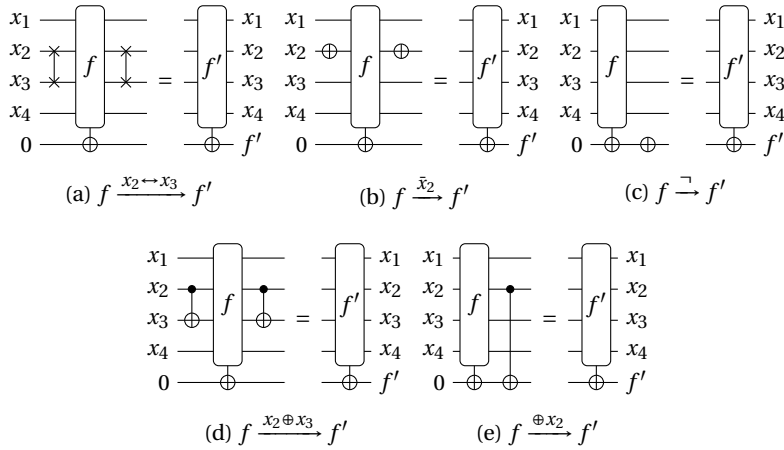 x₁ x₁ x₁ x₁ x₁ x₁
x₂ x₂ x₂ x₂ x₂ x₂
f = f′ f = f′ f = f′
x₃ x₃ x₃ x₃ x₃ x₃
x₄ x₄ x₄ x₄ x₄ x₄
0 f′ 0 f′ 0 f′
(a) f x₂↔x₃ → f′ (b) f x̄₂ → f′ (c) f ¬ → f′
x₁ x₁ x₁ x₁
x₂ x₂ x₂ x₂
f = f′ f = f′
x₃ x₃ x₃ x₃
x₄ x₄ x₄ x₄
0 f′ 0 f′
(d) f x₂⊕x₃ → f′ (e) f ⊕x₂ → f′